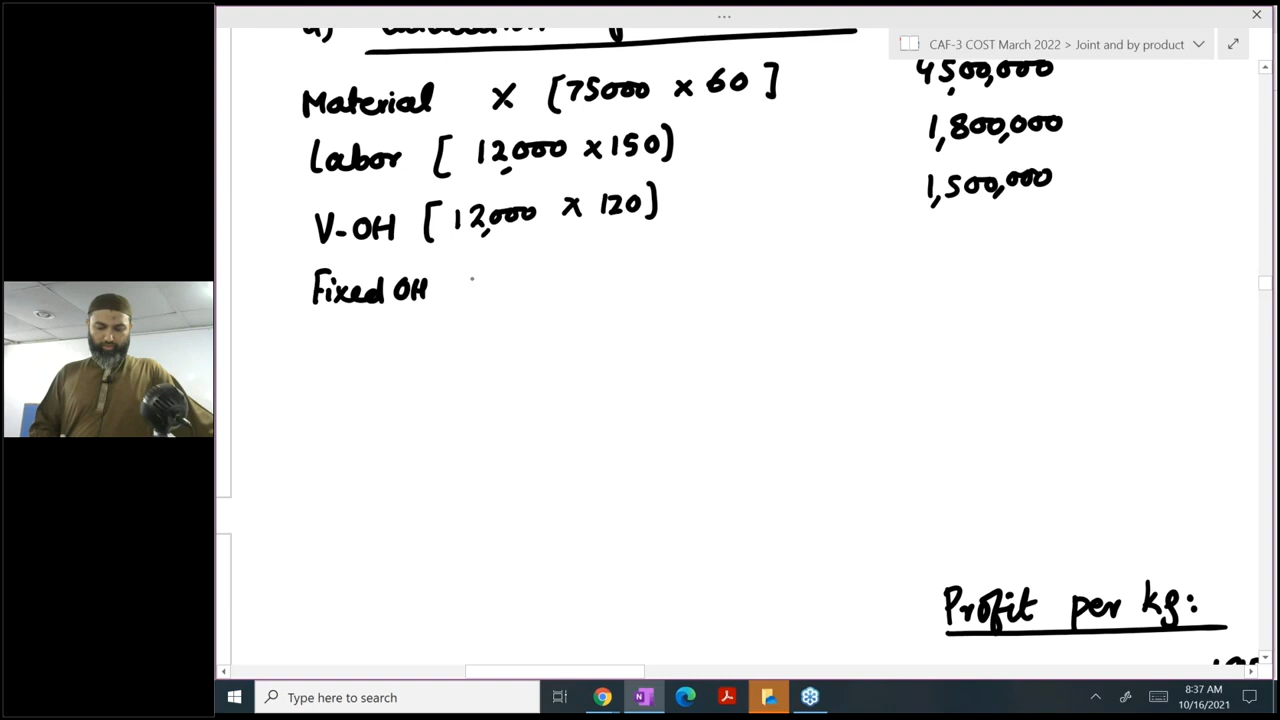 CAF-3 COST March 2022 > Joint and by product
a)
Material X [75000 x 60] 4,500,000
Labor [12,000 x 150] 1,800,000
V-OH [12,000 x 120] 1,500,000
Fixed OH
Profit per kg:
Type here to search
8:37 AM
10/16/2021